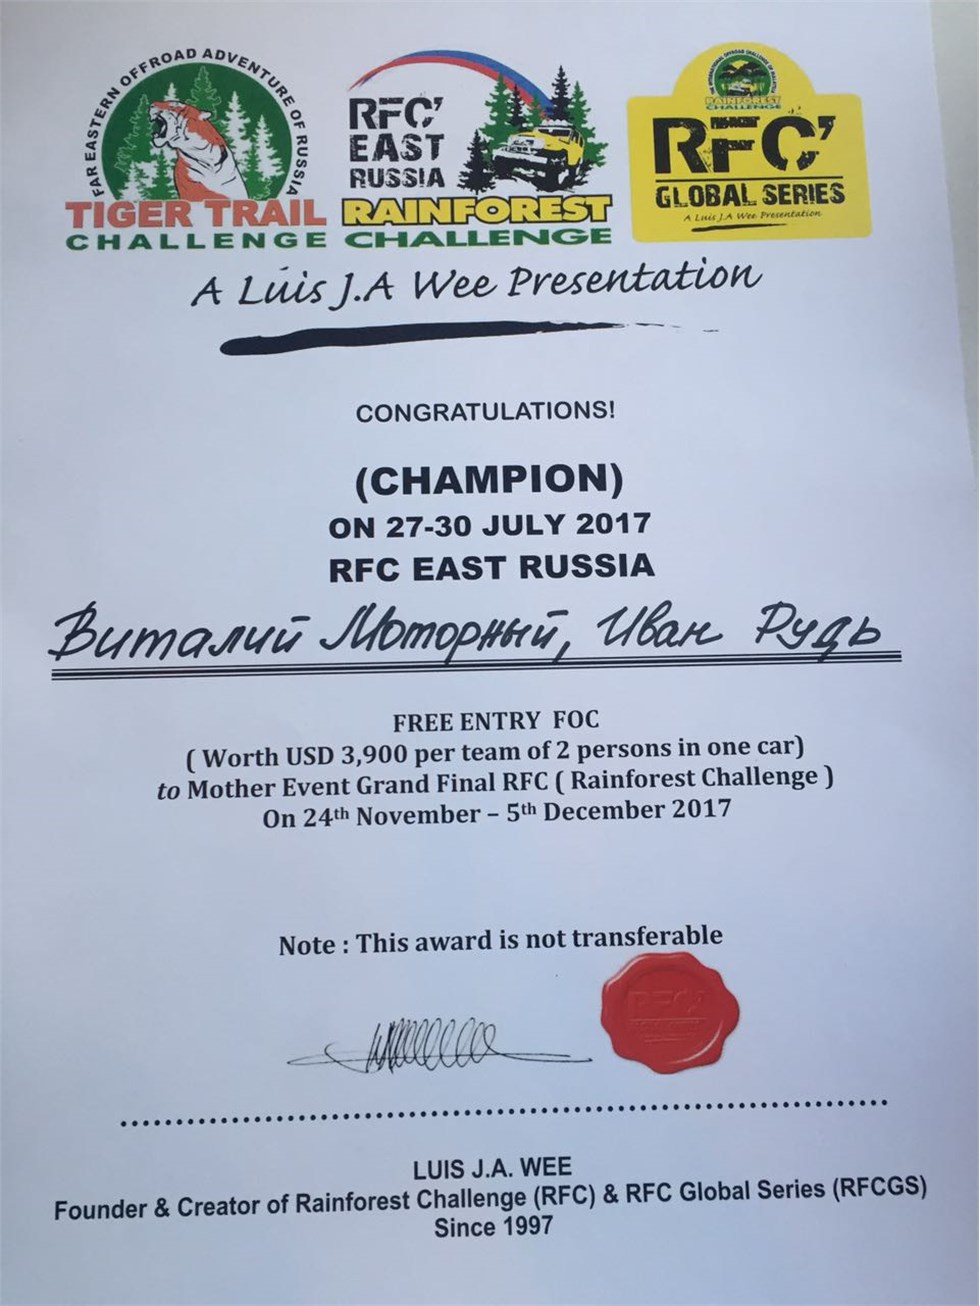 FAR EASTERN OFFROAD ADVENTURE OF RUSSIA
TIGER TRAIL
CHALLENGE
RFC'
EAST
RUSSIA
RAINFOREST
CHALLENGE
RAINFOREST
CHALLENGE
RFC'
GLOBAL SERIES
A Luis J.A Wee Presentation
A Luis J.A Wee Presentation
CONGRATULATIONS!
(CHAMPION)
ON 27-30 JULY 2017
RFC EAST RUSSIA
Виталий Моторный, Иван Рудь
FREE ENTRY FOC
( Worth USD 3,900 per team of 2 persons in one car)
to Mother Event Grand Final RFC ( Rainforest Challenge )
On 24th November – 5th December 2017
Note : This award is not transferable
RFC'
LUIS J.A. WEE
Founder & Creator of Rainforest Challenge (RFC) & RFC Global Series (RFCGS)
Since 1997